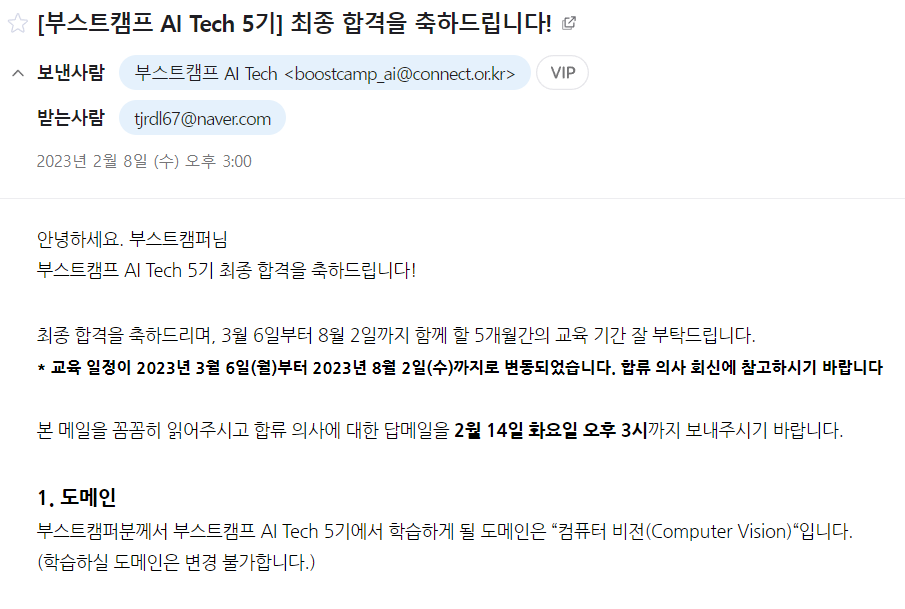 [부스트캠프 AI Tech 5기] 최종 합격을 축하드립니다!
보낸사람 부스트캠프 AI Tech <boostcamp_ai@connect.or.kr> VIP
받는사람 tjrdl67@naver.com
2023년 2월 8일 (수) 오후 3:00
안녕하세요. 부스트캠퍼님
부스트캠프 AI Tech 5기 최종 합격을 축하드립니다!
최종 합격을 축하드리며, 3월 6일부터 8월 2일까지 함께 할 5개월간의 교육 기간 잘 부탁드립니다.
* 교육 일정이 2023년 3월 6일(월)부터 2023년 8월 2일(수)까지로 변동되었습니다. 합류 의사 회신에 참고하시기 바랍니다
본 메일을 꼼꼼히 읽어주시고 합류 의사에 대한 답메일을 2월 14일 화요일 오후 3시까지 보내주시기 바랍니다.
1. 도메인
부스트캠퍼분께서 부스트캠프 AI Tech 5기에서 학습하게 될 도메인은 “컴퓨터 비전(Computer Vision)“입니다.
(학습하실 도메인은 변경 불가합니다.)